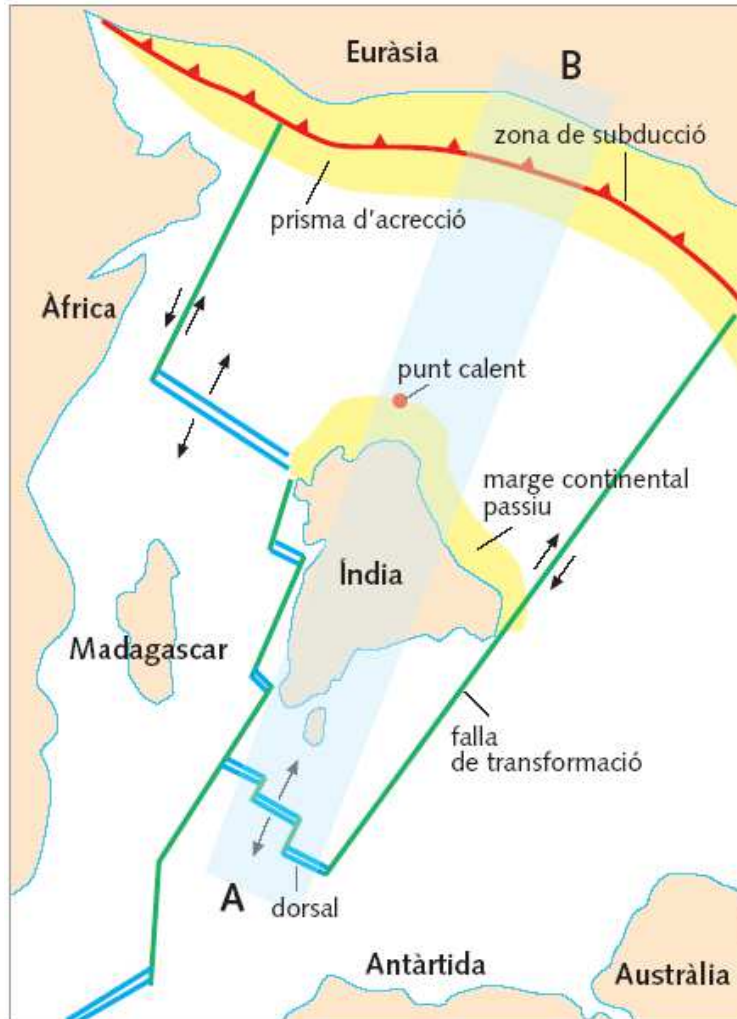 Euràsia
B
zona de subducció
prisma d'acrecció
Àfrica
punt calent
marge continental
passiu
Índia
Madagascar
falla
de transformació
A
dorsal
Antàrtida
Austràlia